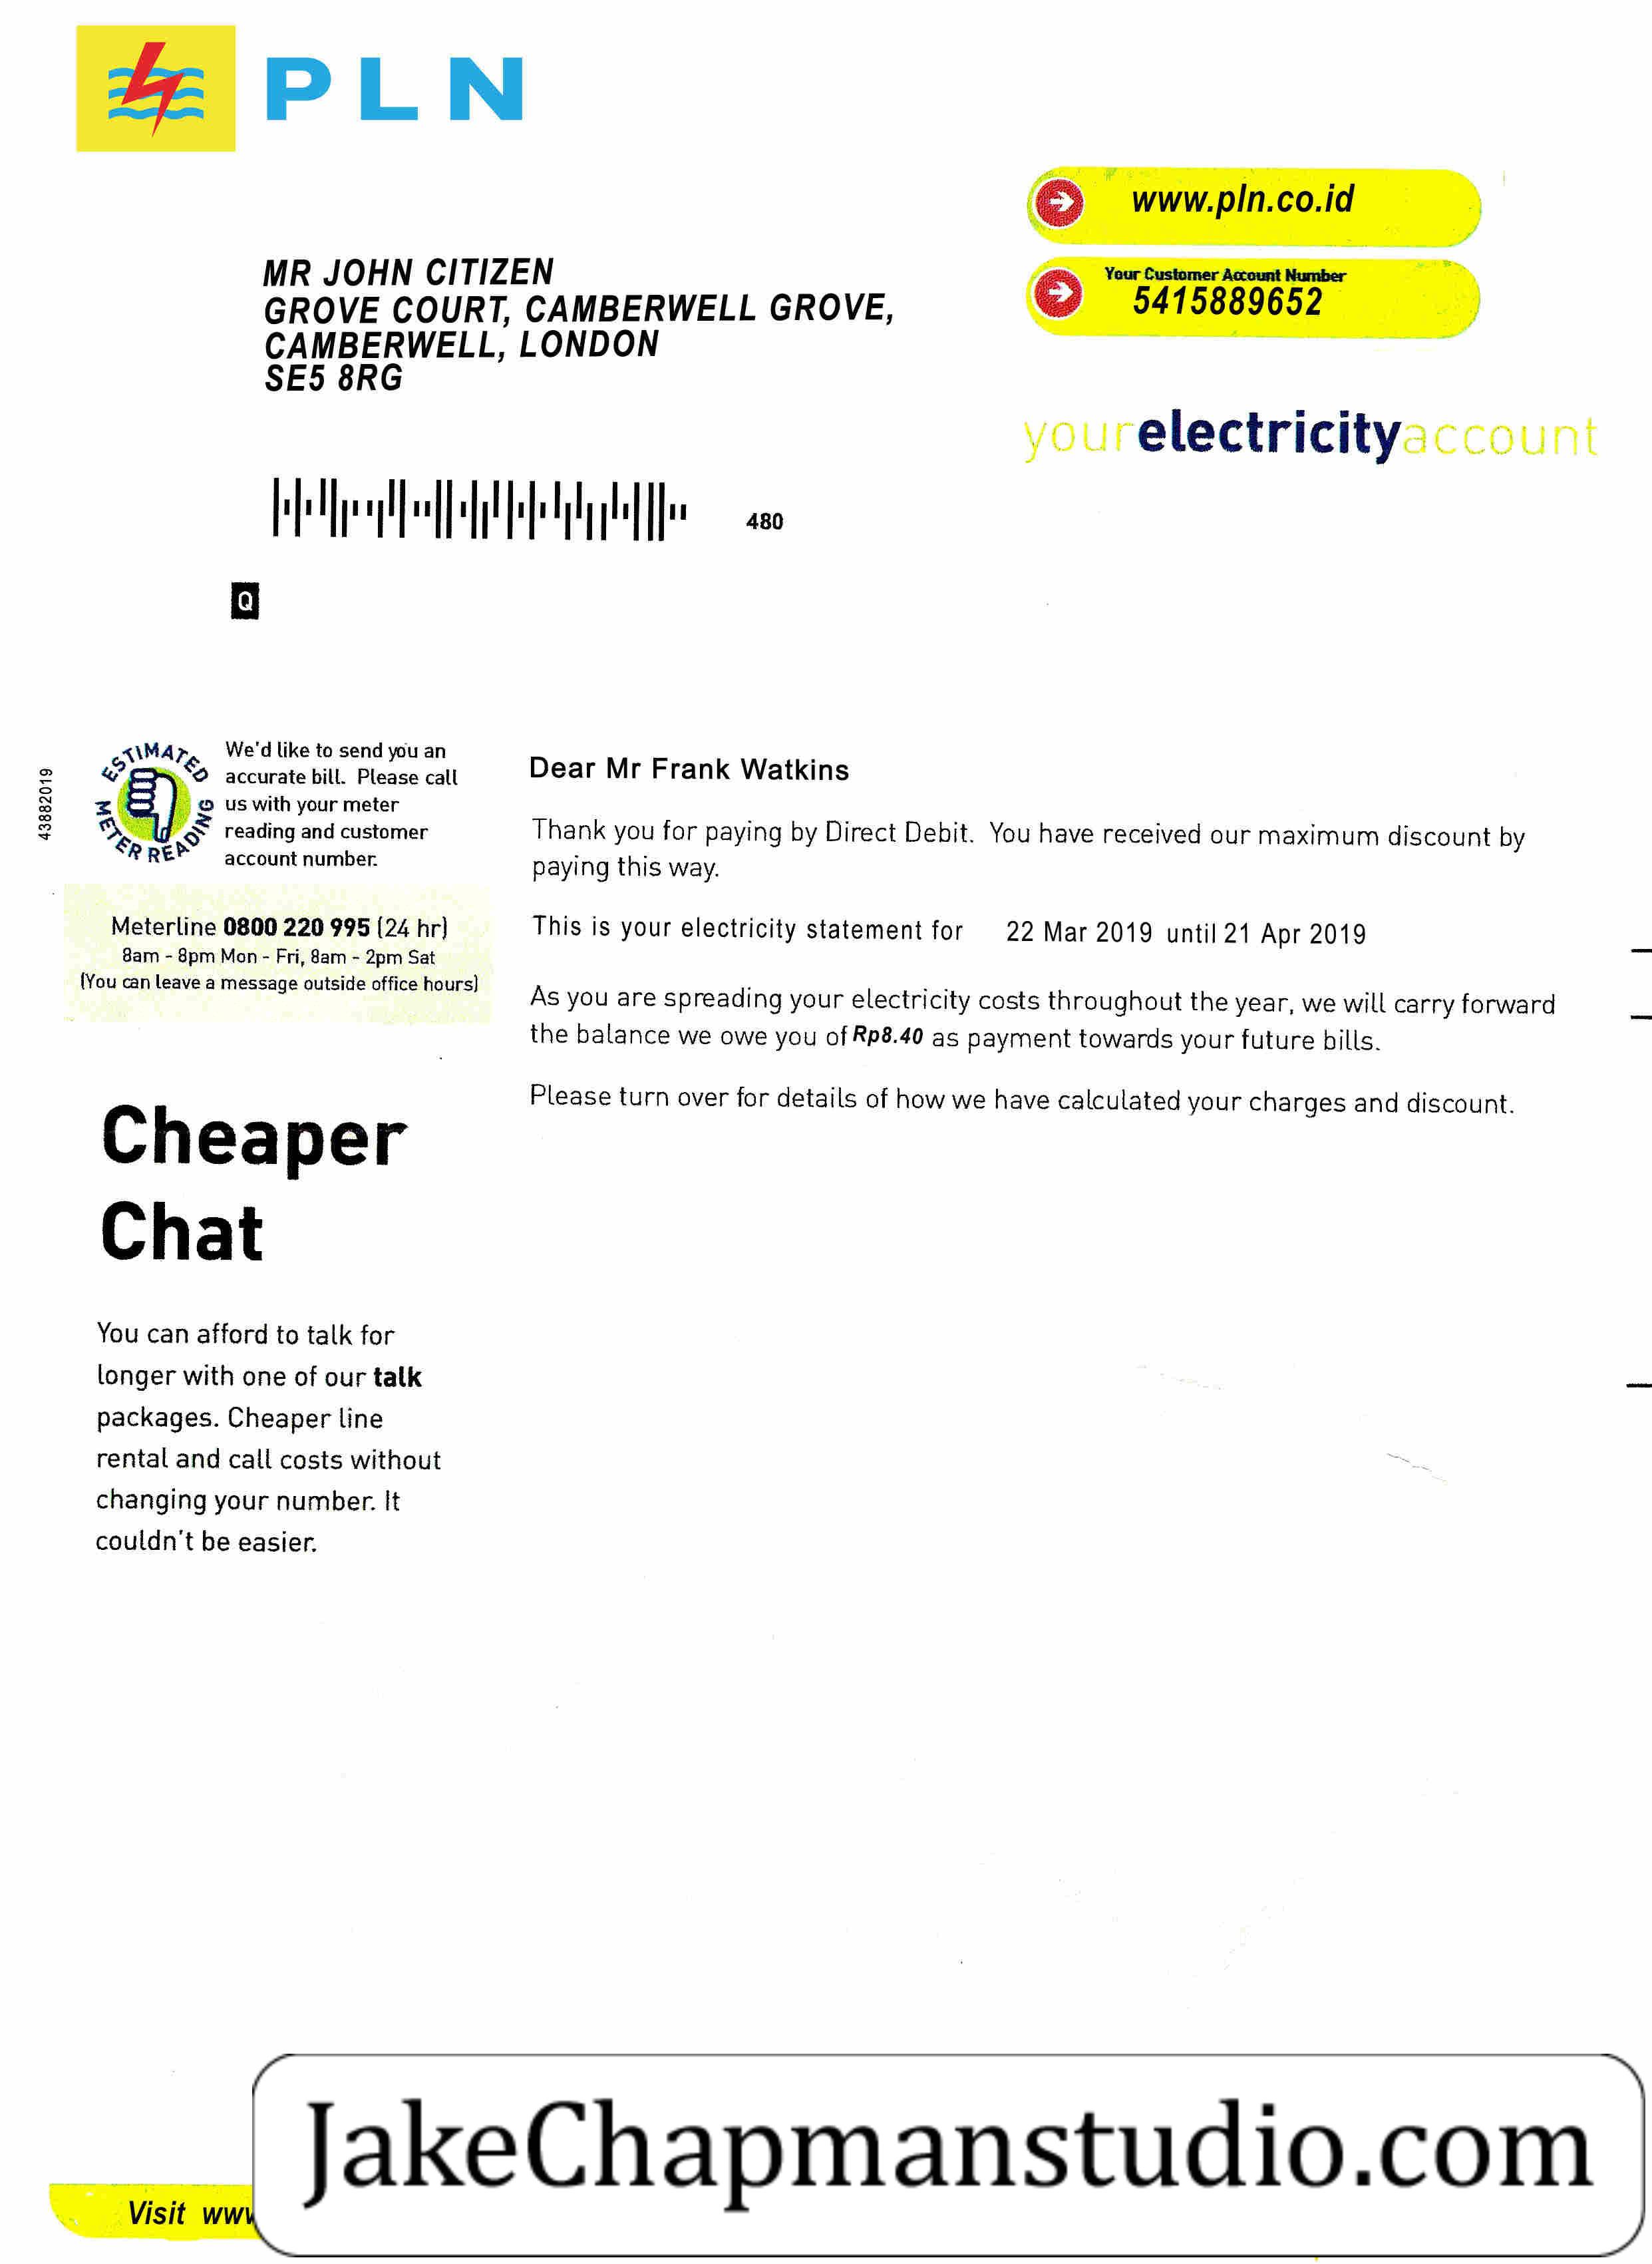 PLN
www.pln.co.id
Your Customer Account Number
5415889652
MR JOHN CITIZEN
GROVE COURT, CAMBERWELL GROVE,
CAMBERWELL, LONDON
SE5 8RG
yourelectricityaccount
480
Q
43882019
ESTIMATED METER READING
We'd like to send you an
accurate bill. Please call
us with your meter
reading and customer
account number.
Meterline 0800 220 995 (24 hr)
8am - 8pm Mon - Fri, 8am - 2pm Sat
(You can leave a message outside office hours)
Cheaper
Chat
You can afford to talk for
longer with one of our talk
packages. Cheaper line
rental and call costs without
changing your number. It
couldn't be easier.
Dear Mr Frank Watkins
Thank you for paying by Direct Debit. You have received our maximum discount by
paying this way.
This is your electricity statement for 22 Mar 2019 until 21 Apr 2019
As you are spreading your electricity costs throughout the year, we will carry forward
the balance we owe you of Rp8.40 as payment towards your future bills.
Please turn over for details of how we have calculated your charges and discount.
Visit www
JakeChapmanstudio.com